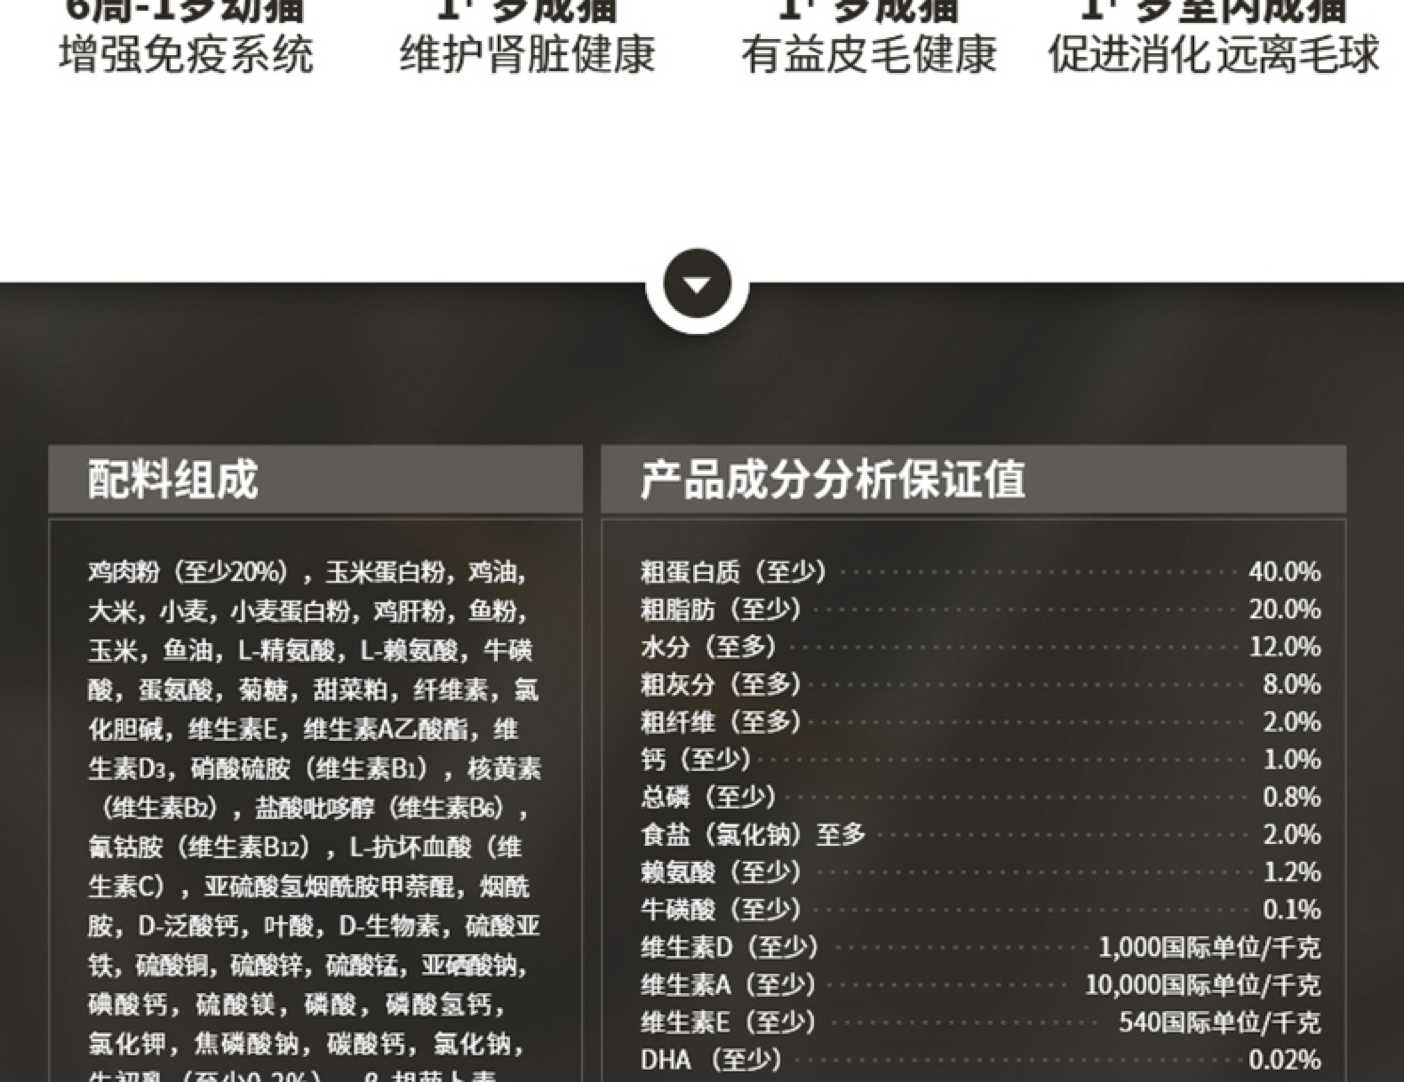 6周-1岁幼猫
1+ 岁成猫
1+ 岁成猫
1+ 岁室内成猫
增强免疫系统
维护肾脏健康
有益皮毛健康
促进消化 远离毛球
配料组成
鸡肉粉（至少20%），玉米蛋白粉，鸡油，
大米，小麦，小麦蛋白粉，鸡肝粉，鱼粉，
玉米，鱼油，L-精氨酸，L-赖氨酸，牛磺
酸，蛋氨酸，菊糖，甜菜粕，纤维素，氯
化胆碱，维生素E，维生素A乙酸酯，维
生素D3，硝酸硫胺（维生素B1），核黄素
（维生素B2），盐酸吡哆醇（维生素B6），
氰钴胺（维生素B12），L-抗坏血酸（维
生素C），亚硫酸氢烟酰胺甲萘醌，烟酰
胺，D-泛酸钙，叶酸，D-生物素，硫酸亚
铁，硫酸铜，硫酸锌，硫酸锰，亚硒酸钠，
碘酸钙，硫酸镁，磷酸，磷酸氢钙，
氯化钾，焦磷酸钠，碳酸钙，氯化钠，
牛初乳（至少0.2%），β-胡萝卜素
产品成分分析保证值
粗蛋白质（至少） 40.0%
粗脂肪（至少） 20.0%
水分（至多） 12.0%
粗灰分（至多） 8.0%
粗纤维（至多） 2.0%
钙（至少） 1.0%
总磷（至少） 0.8%
食盐（氯化钠）至多 2.0%
赖氨酸（至少） 1.2%
牛磺酸（至少） 0.1%
维生素D（至少） 1,000国际单位/千克
维生素A（至少） 10,000国际单位/千克
维生素E（至少） 540国际单位/千克
DHA （至少） 0.02%